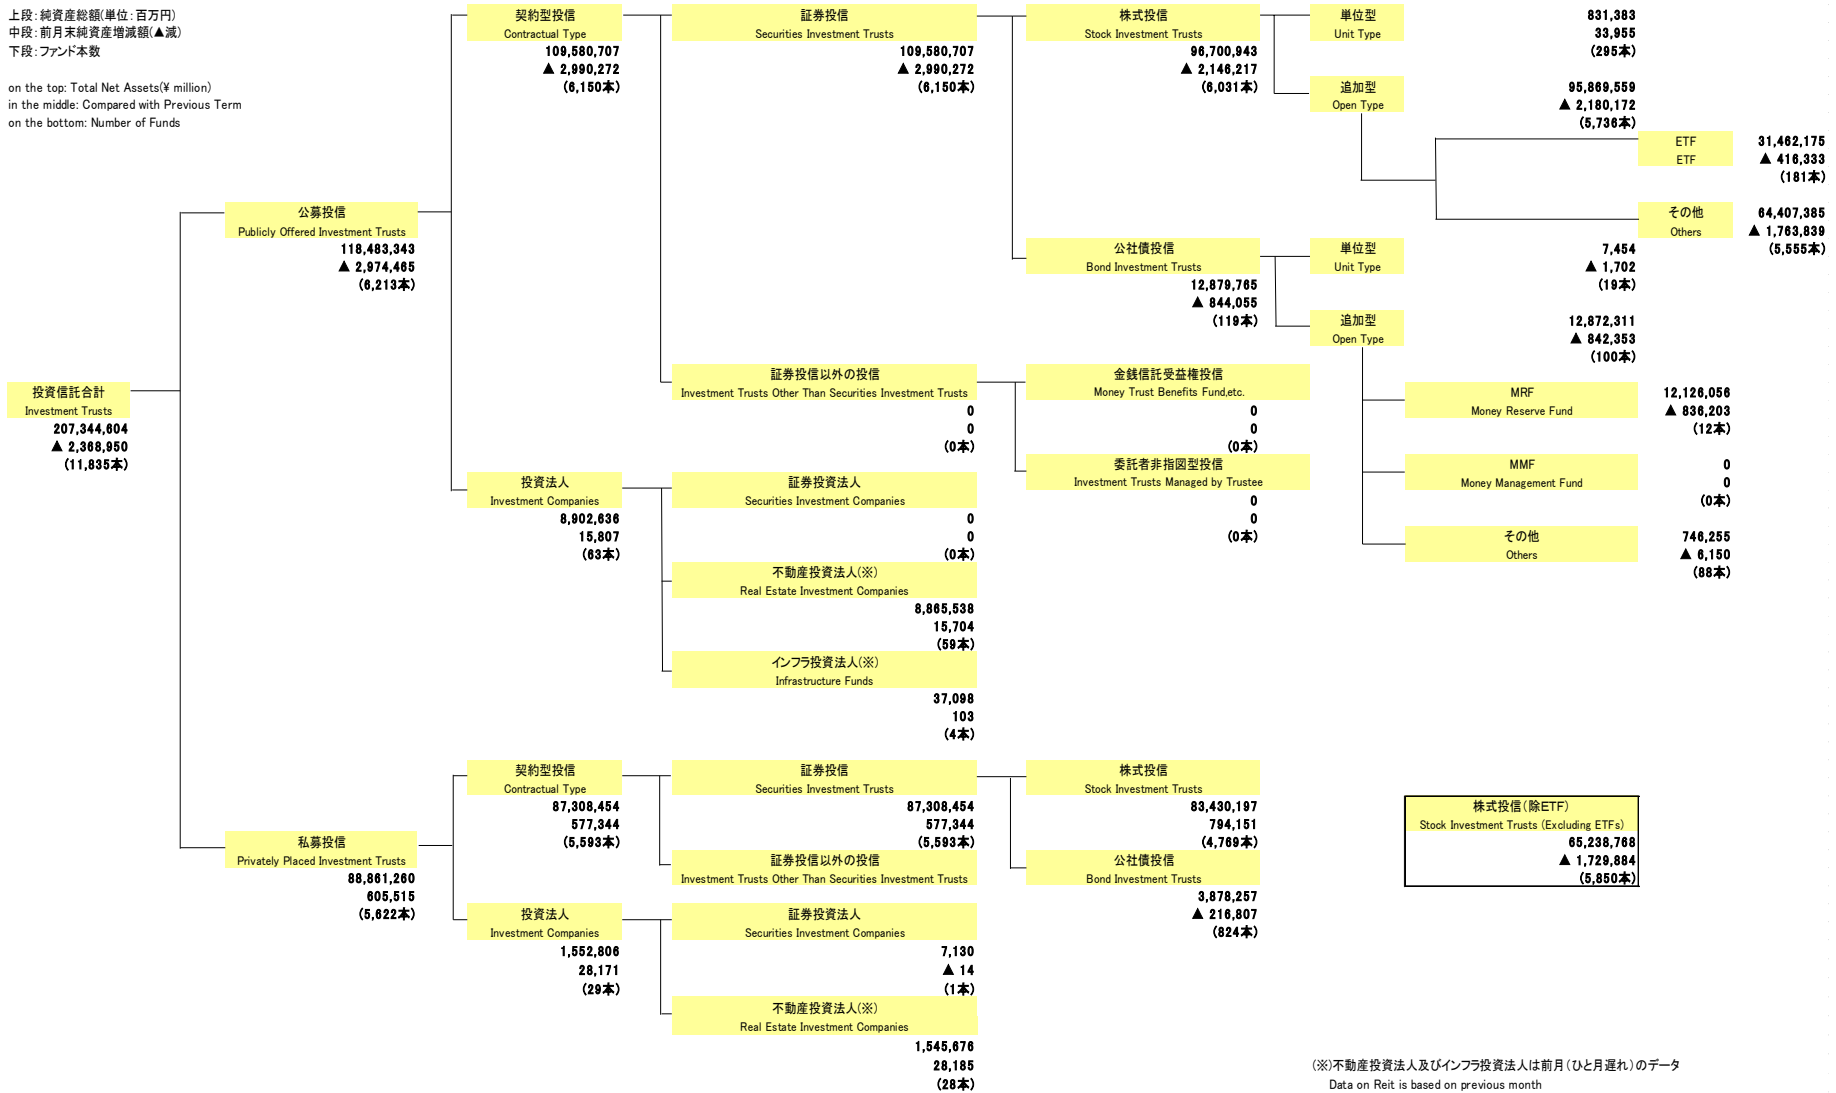 上段：純資産総額(単位：百万円)
中段：前月末純資産増減額(▲減)
下段：ファンド本数
on the top: Total Net Assets(¥ million)
in the middle: Compared with Previous Term
on the bottom: Number of Funds
投資信託合計
Investment Trusts
207,344,604
▲ 2,368,950
(11,835本)
公募投信
Publicly Offered Investment Trusts
118,483,343
▲ 2,974,465
(6,213本)
契約型投信
Contractual Type
109,580,707
▲ 2,990,272
(6,150本)
証券投信
Securities Investment Trusts
109,580,707
▲ 2,990,272
(6,150本)
株式投信
Stock Investment Trusts
96,700,943
▲ 2,146,217
(6,031本)
単位型
Unit Type
831,383
33,955
(295本)
追加型
Open Type
95,869,559
▲ 2,180,172
(5,736本)
ETF
ETF
31,462,175
▲ 416,333
(181本)
その他
Others
64,407,385
▲ 1,763,839
(5,555本)
公社債投信
Bond Investment Trusts
12,879,765
▲ 844,055
(119本)
単位型
Unit Type
7,454
▲ 1,702
(19本)
追加型
Open Type
12,872,311
▲ 842,353
(100本)
MRF
Money Reserve Fund
12,126,056
▲ 836,203
(12本)
MMF
Money Management Fund
0
0
(0本)
その他
Others
746,255
▲ 6,150
(88本)
証券投信以外の投信
Investment Trusts Other Than Securities Investment Trusts
0
0
(0本)
金銭信託受益権投信
Money Trust Benefits Fund,etc.
0
0
(0本)
委託者非指図型投信
Investment Trusts Managed by Trustee
0
0
(0本)
投資法人
Investment Companies
8,902,636
15,807
(63本)
証券投資法人
Securities Investment Companies
0
0
(0本)
不動産投資法人(※)
Real Estate Investment Companies
8,865,538
15,704
(59本)
インフラ投資法人(※)
Infrastructure Funds
37,098
103
(4本)
私募投信
Privately Placed Investment Trusts
88,861,260
605,515
(5,622本)
契約型投信
Contractual Type
87,308,454
577,344
(5,593本)
証券投信
Securities Investment Trusts
87,308,454
577,344
(5,593本)
株式投信
Stock Investment Trusts
83,430,197
794,151
(4,769本)
公社債投信
Bond Investment Trusts
3,878,257
▲ 216,807
(824本)
証券投信以外の投信
Investment Trusts Other Than Securities Investment Trusts
投資法人
Investment Companies
1,552,806
28,171
(29本)
証券投資法人
Securities Investment Companies
7,130
▲ 14
(1本)
不動産投資法人(※)
Real Estate Investment Companies
1,545,676
28,185
(28本)
株式投信(除ETF)
Stock Investment Trusts (Excluding ETFs)
65,238,768
▲ 1,729,884
(5,850本)
(※)不動産投資法人及びインフラ投資法人は前月(ひと月遅れ)のデータ
Data on Reit is based on previous month